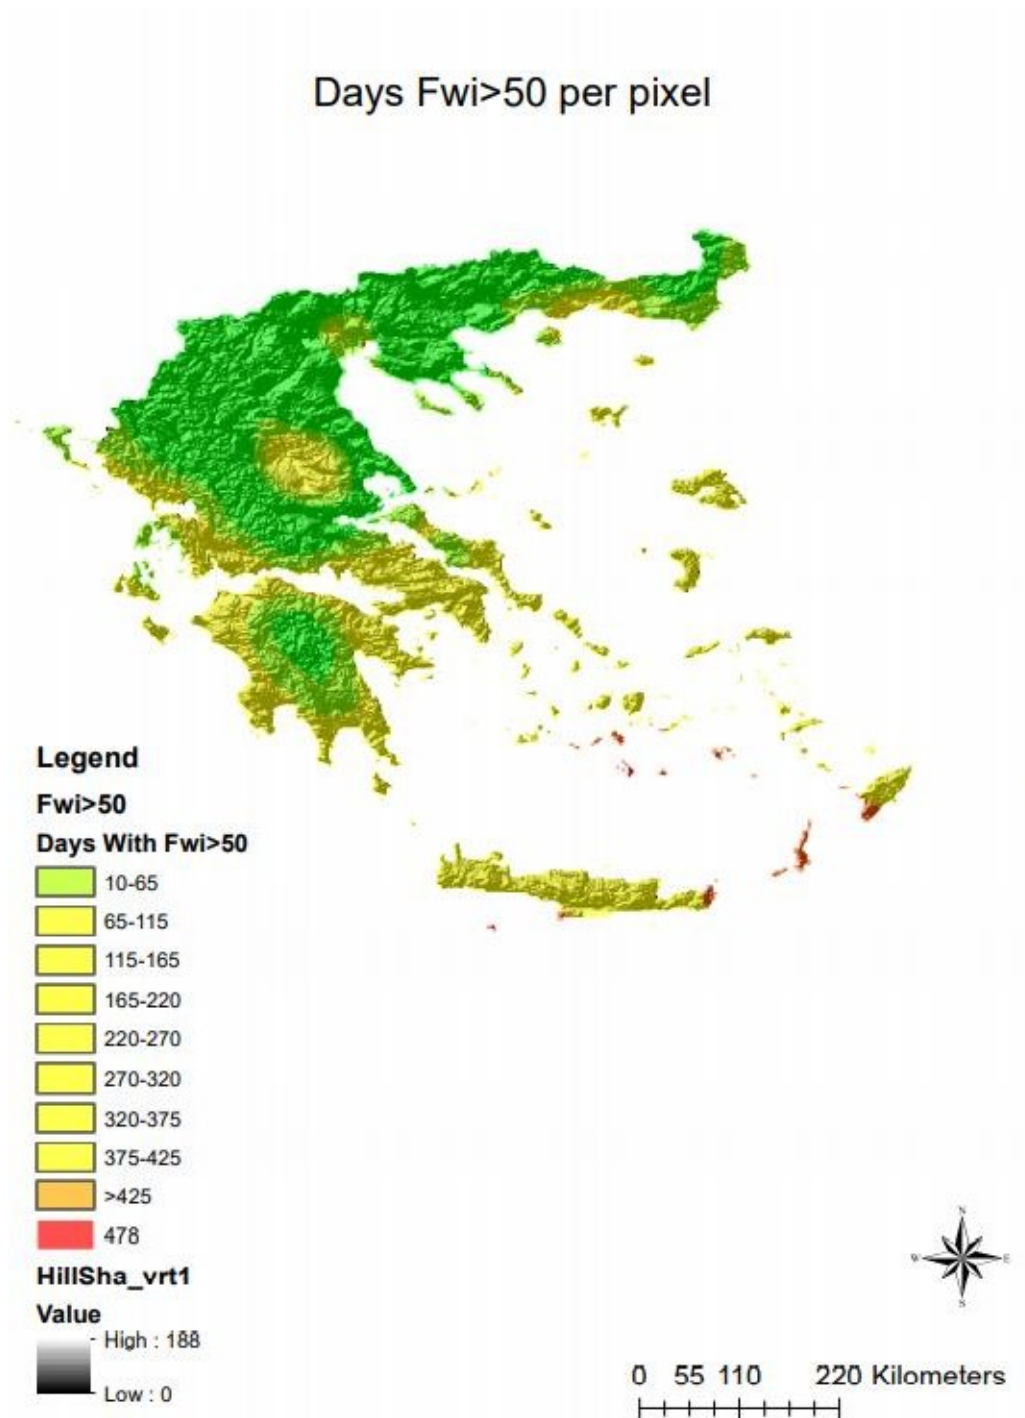 Days Fwi>50 per pixel
Legend
Fwi>50
Days With Fwi>50
10-65
65-115
115-165
165-220
220-270
270-320
320-375
375-425
>425
478
HillSha_vrt1
Value
High : 188
Low : 0
N
W E
S
0 55 110 220 Kilometers